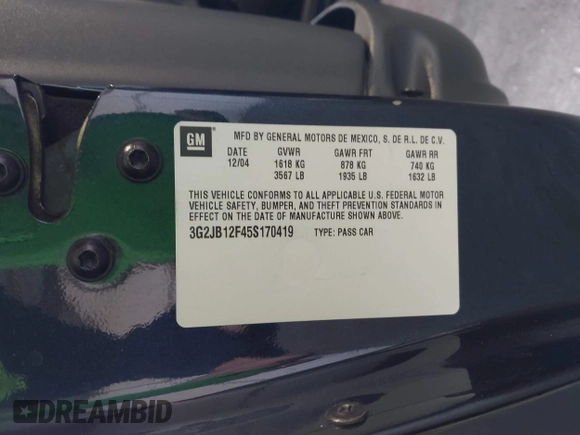 GM
MFD BY GENERAL MOTORS DE MEXICO, S. DE R.L. DE C.V.
DATE GVWR GAWR FRT GAWR RR
12/04 1618 KG 878 KG 740 KG
3567 LB 1935 LB 1632 LB
THIS VEHICLE CONFORMS TO ALL APPLICABLE U.S. FEDERAL MOTOR
VEHICLE SAFETY, BUMPER, AND THEFT PREVENTION STANDARDS IN
EFFECT ON THE DATE OF MANUFACTURE SHOWN ABOVE.
3G2JB12F45S170419 TYPE: PASS CAR
DREAMBID